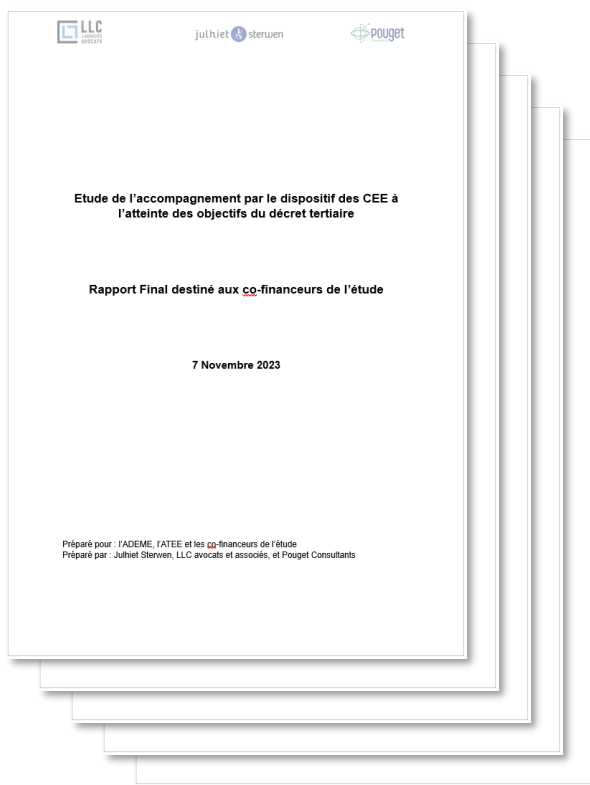 LLC
& ASSOCIÉS
AVOCATS
julhiet sterwen
POUGET
Etude de l'accompagnement par le dispositif des CEE à
l'atteinte des objectifs du décret tertiaire
Rapport Final destiné aux co-financeurs de l'étude
7 Novembre 2023
Préparé pour : l'ADEME, l'ATEE et les co-financeurs de l'étude
Préparé par : Julhiet Sterwen, LLC avocats et associés, et Pouget Consultants